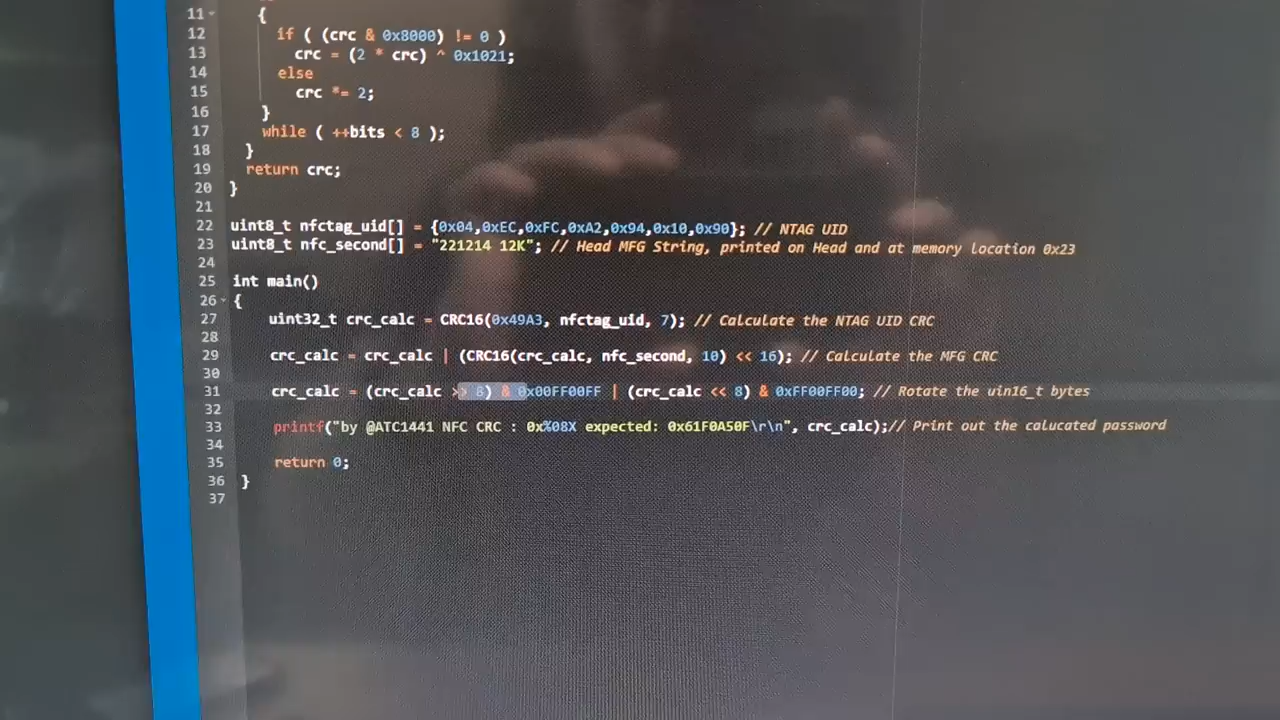 11 {
12 if ( (crc & 0x8000) != 0 )
13 crc = (2 * crc) ^ 0x1021;
14 else
15 crc *= 2;
16 }
17 while ( ++bits < 8 );
18 }
19 return crc;
20 }
21
22 uint8_t nfctag_uid[] = {0x04,0xEC,0xFC,0xA2,0x94,0x10,0x90}; // NTAG UID
23 uint8_t nfc_second[] = "221214 12K"; // Head MFG String, printed on Head and at memory location 0x23
24
25 int main()
26 {
27 uint32_t crc_calc = CRC16(0x49A3, nfctag_uid, 7); // Calculate the NTAG UID CRC
28
29 crc_calc = crc_calc | (CRC16(crc_calc, nfc_second, 10) << 16); // Calculate the MFG CRC
30
31 crc_calc = (crc_calc >> 8) & 0x00FF00FF | (crc_calc << 8) & 0xFF00FF00; // Rotate the uin16_t bytes
32
33 printf("by @ATC1441 NFC CRC : 0x%08X expected: 0x61F0A50F\r\n", crc_calc);// Print out the calucated password
34
35 return 0;
36 }
37